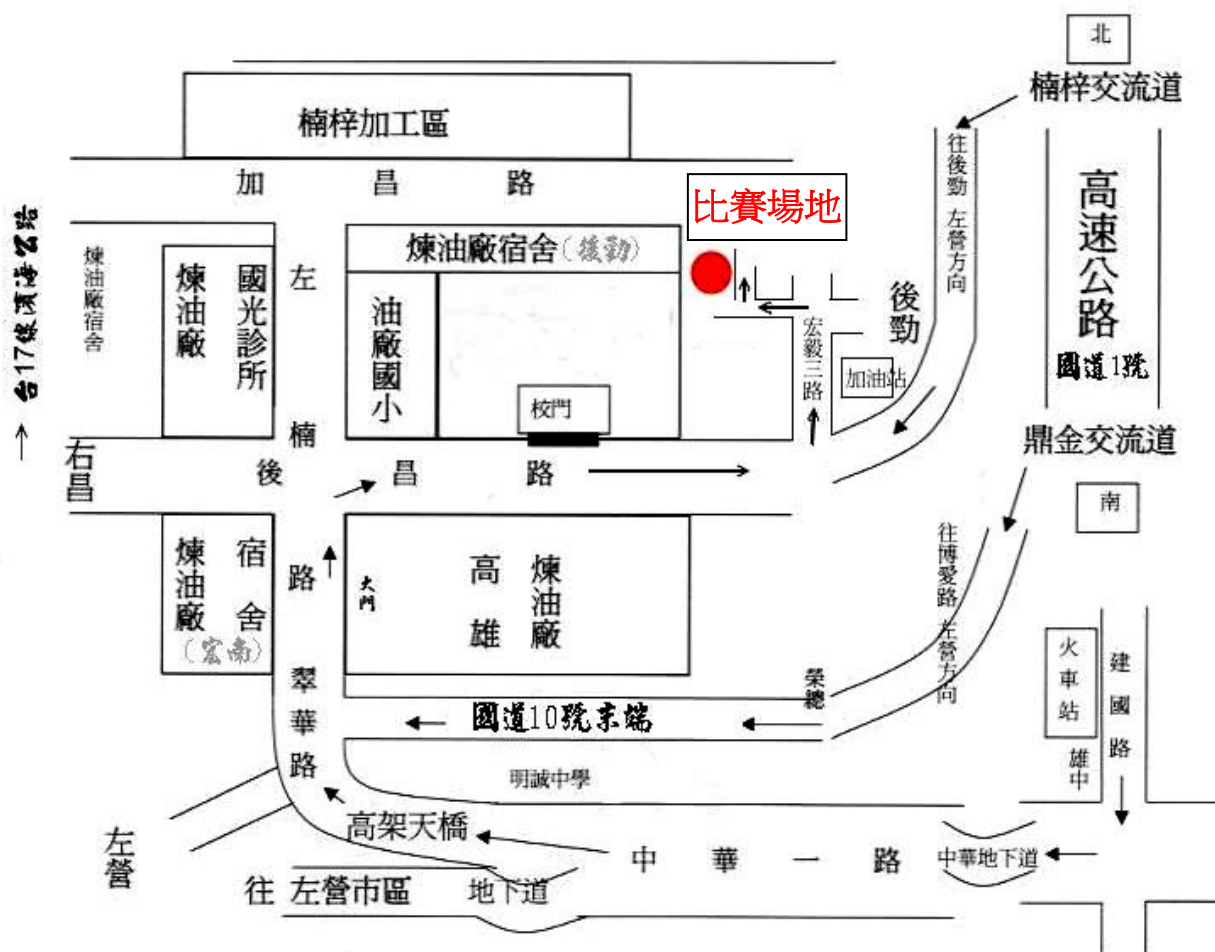 北
楠梓交流道
楠梓加工區
往後勁 左營方向
加昌路
高速公路
國道1號
比賽場地
台17線濱海公路
煉油廠宿舍
煉油廠
國光診所
左楠路
煉油廠宿舍(後勁)
油廠國小
校門
宏毅三路
後勁
加油站
鼎金交流道
右昌
後昌路
南
煉油廠
宿舍
(宏南)
大門
高雄
煉油廠
往博愛路 左營方向
榮總
國道10號末端
火車站
建國路
雄中
翠華路
明誠中學
高架天橋
中華一路
中華地下道
左營
往 左營市區
地下道